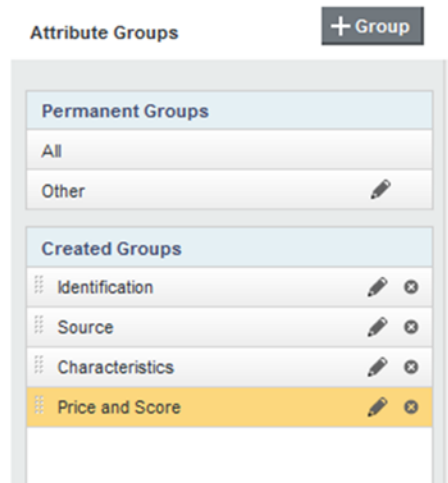 Attribute Groups
+ Group
Permanent Groups
All
Other
Created Groups
Identification
Source
Characteristics
Price and Score